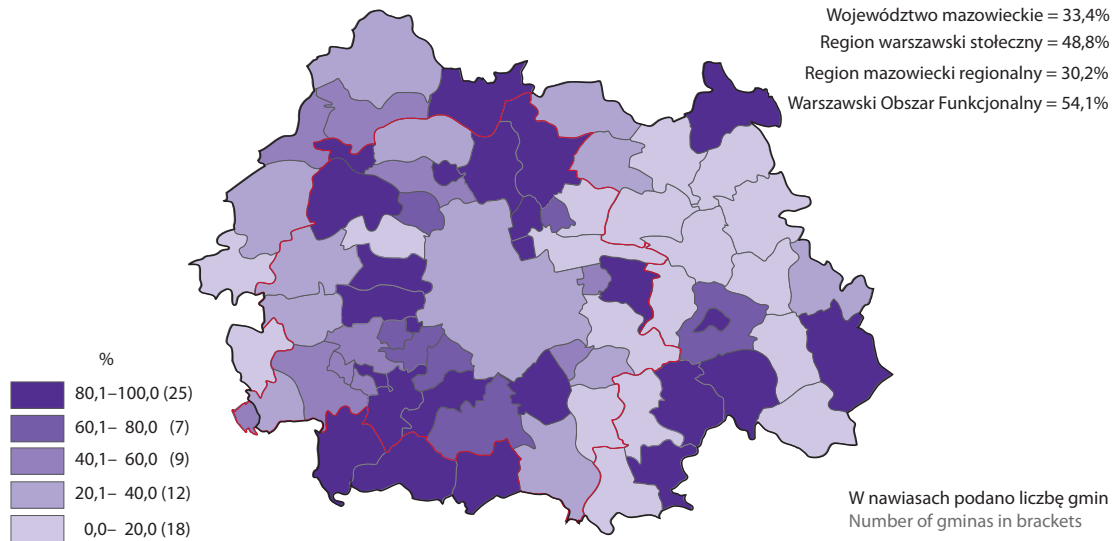 Województwo mazowieckie = 33,4%
Region warszawski stołeczny = 48,8%
Region mazowiecki regionalny = 30,2%
Warszawski Obszar Funkcjonalny = 54,1%
%
80,1–100,0 (25)
60,1– 80,0 (7)
40,1– 60,0 (9)
20,1– 40,0 (12)
0,0– 20,0 (18)
W nawiasach podano liczbę gmin
Number of gminas in brackets